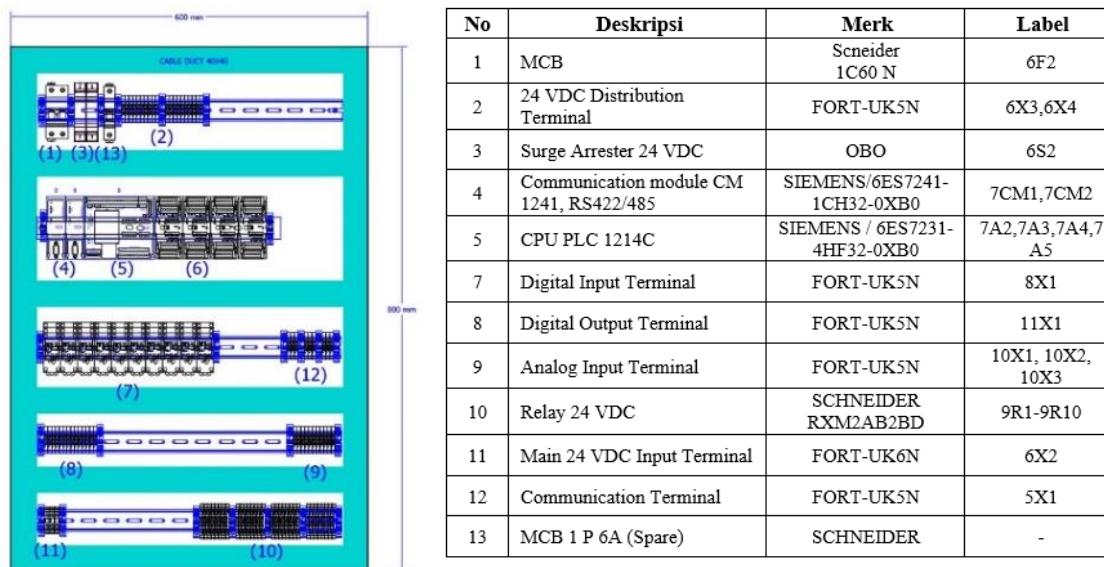 600 mm
CABLE DUCT 40X40
(1) (3)(13) (2)
(4) (5) (6)
800 mm
(7) (12)
(8) (9)
(11) (10)
No Deskripsi Merk Label
1 MCB Scneider 6F2
1C60 N
2 24 VDC Distribution FORT-UK5N 6X3,6X4
Terminal
3 Surge Arrester 24 VDC OBO 6S2
4 Communication module CM SIEMENS/6ES7241- 7CM1,7CM2
1241, RS422/485 1CH32-0XB0
5 CPU PLC 1214C SIEMENS / 6ES7231- 7A2,7A3,7A4,7
4HF32-0XB0 A5
7 Digital Input Terminal FORT-UK5N 8X1
8 Digital Output Terminal FORT-UK5N 11X1
9 Analog Input Terminal FORT-UK5N 10X1, 10X2,
10X3
10 Relay 24 VDC SCHNEIDER 9R1-9R10
RXM2AB2BD
11 Main 24 VDC Input Terminal FORT-UK6N 6X2
12 Communication Terminal FORT-UK5N 5X1
13 MCB 1 P 6A (Spare) SCHNEIDER -